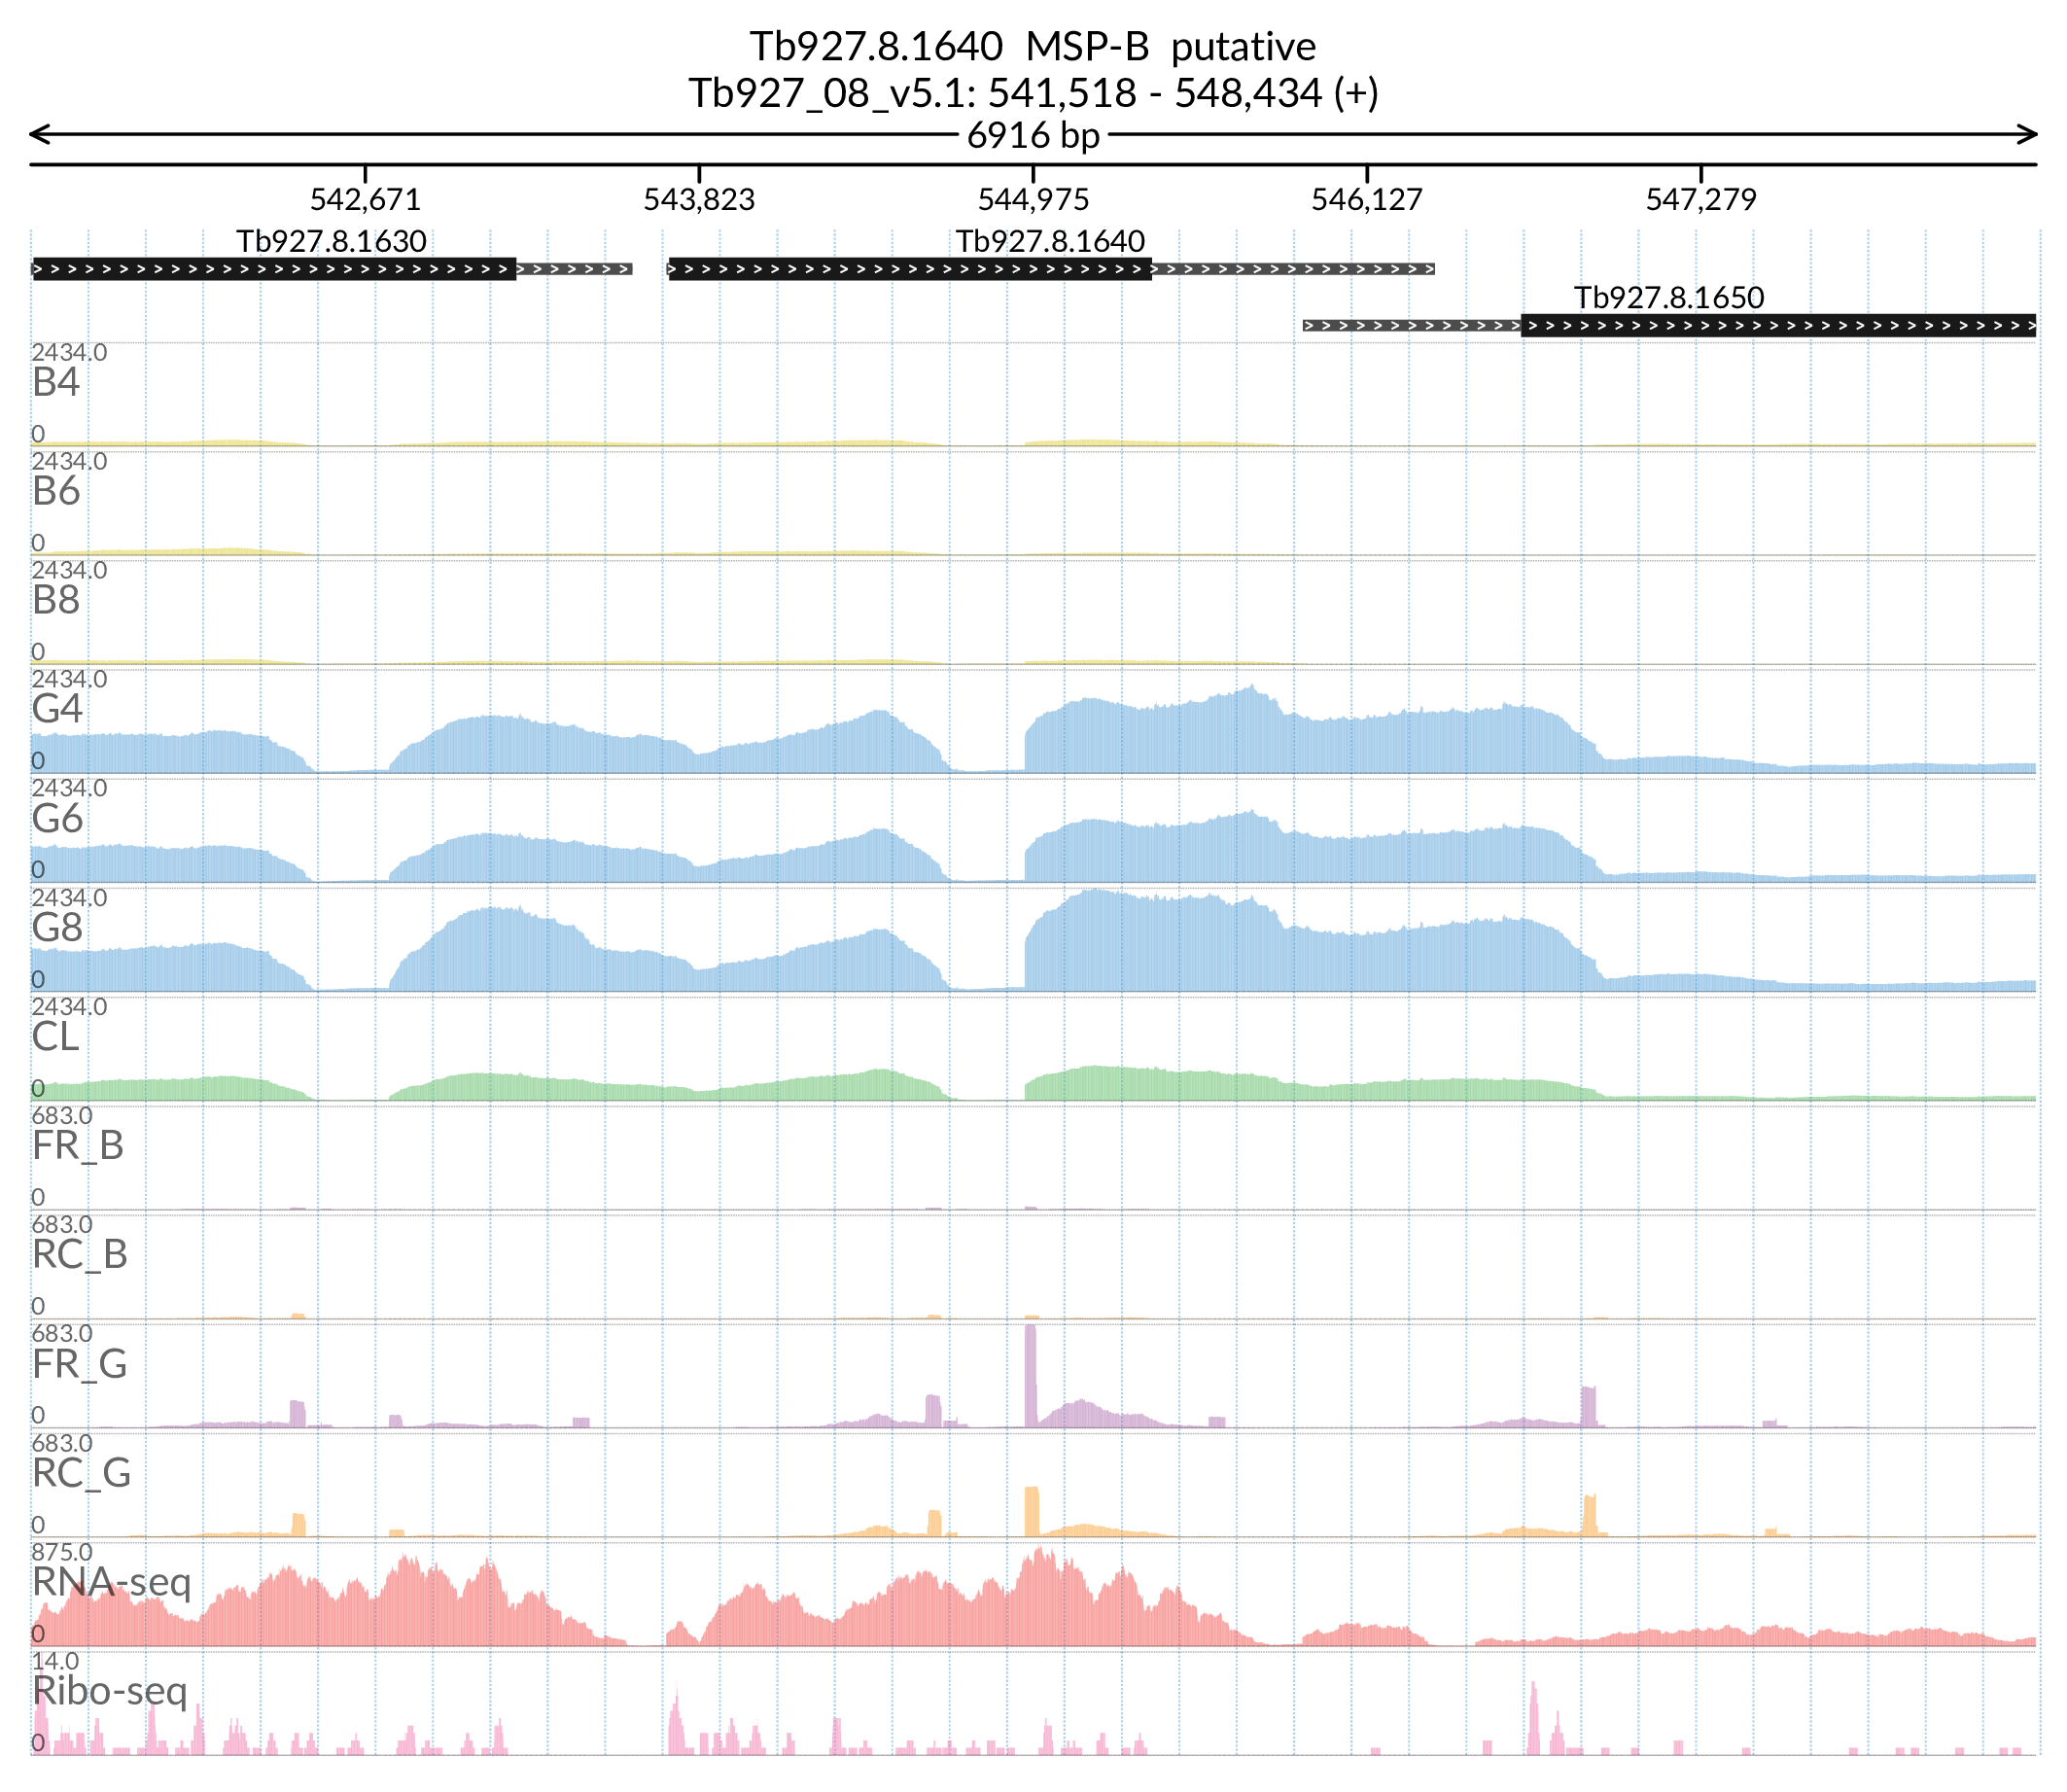 Tb927.8.1640 MSP-B putative
Tb927_08_v5.1: 541,518 - 548,434 (+)
6916 bp
542,671 543,823 544,975 546,127 547,279
Tb927.8.1630 Tb927.8.1640
Tb927.8.1650
2434.0
B4
0
2434.0
B6
0
2434.0
B8
0
2434.0
G4
0
2434.0
G6
0
2434.0
G8
0
2434.0
CL
0
683.0
FR_B
0
683.0
RC_B
0
683.0
FR_G
0
683.0
RC_G
0
875.0
RNA-seq
0
14.0
Ribo-seq
0